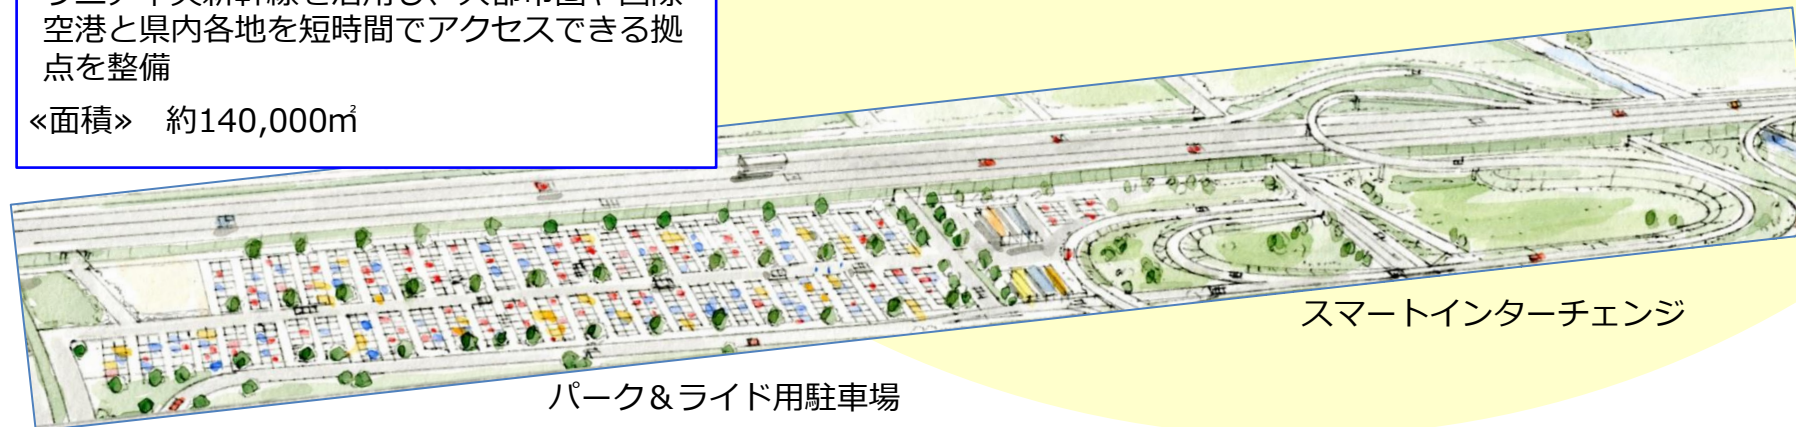 空港と県内各地を短時間でアクセスできる拠
点を整備
≪面積≫ 約140,000㎡
スマートインターチェンジ
パーク＆ライド用駐車場